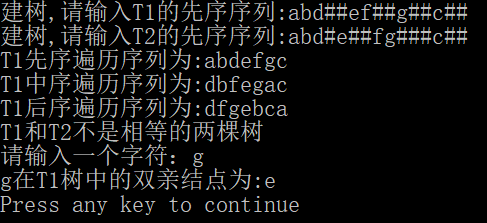 建树,请输入T1的先序序列:abd##ef##g##c##
建树,请输入T2的先序序列:abd#e##fg###c##
T1先序遍历序列为:abdefgc
T1中序遍历序列为:dbfegac
T1后序遍历序列为:dfgebca
T1和T2不是相等的两棵树
请输入一个字符：g
g在T1树中的双亲结点为:e
Press any key to continue